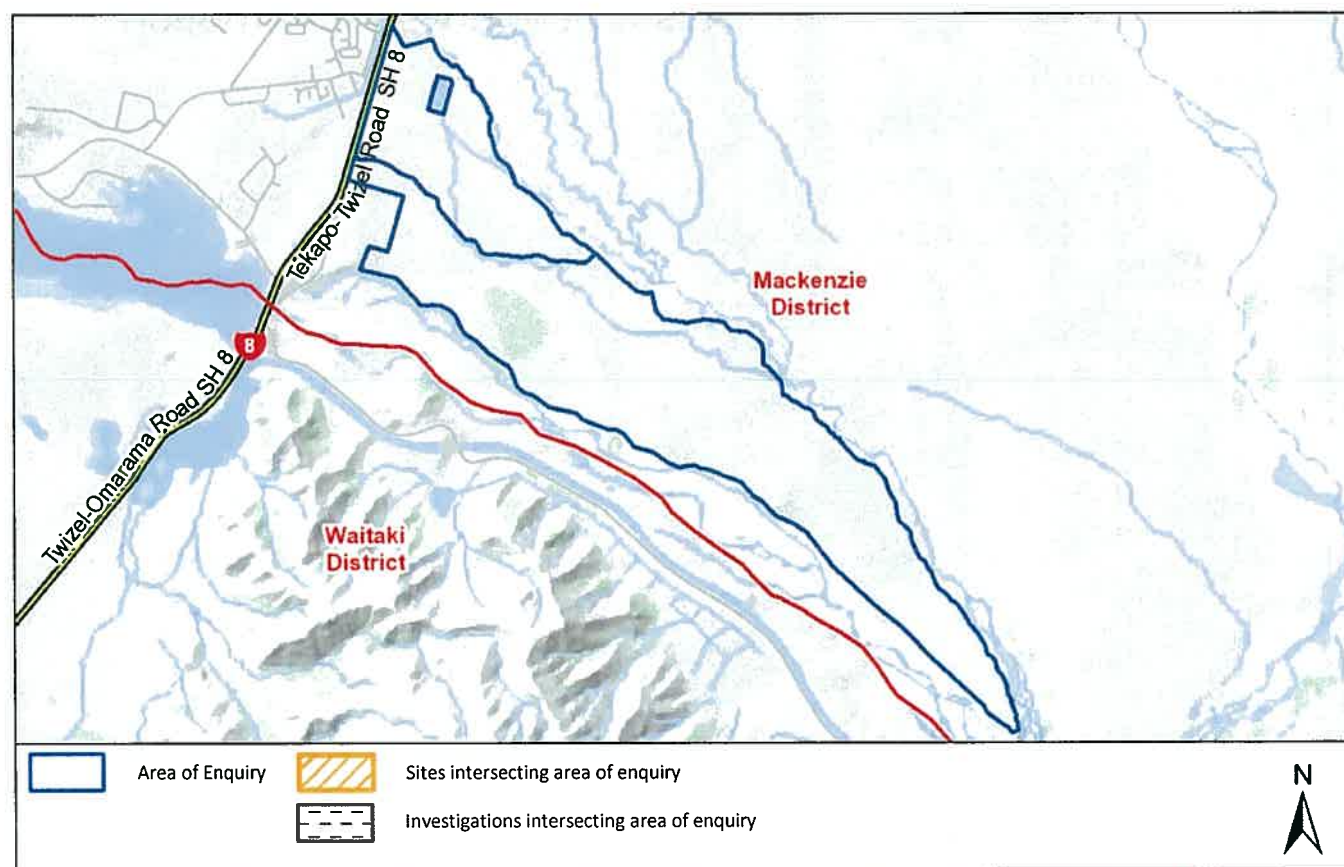 Tekapo-Twizel Road SH 8
Mackenzie
District
8
Twizel-Omarama Road SH 8
Waitaki
District
Area of Enquiry
Sites intersecting area of enquiry
N
Investigations intersecting area of enquiry